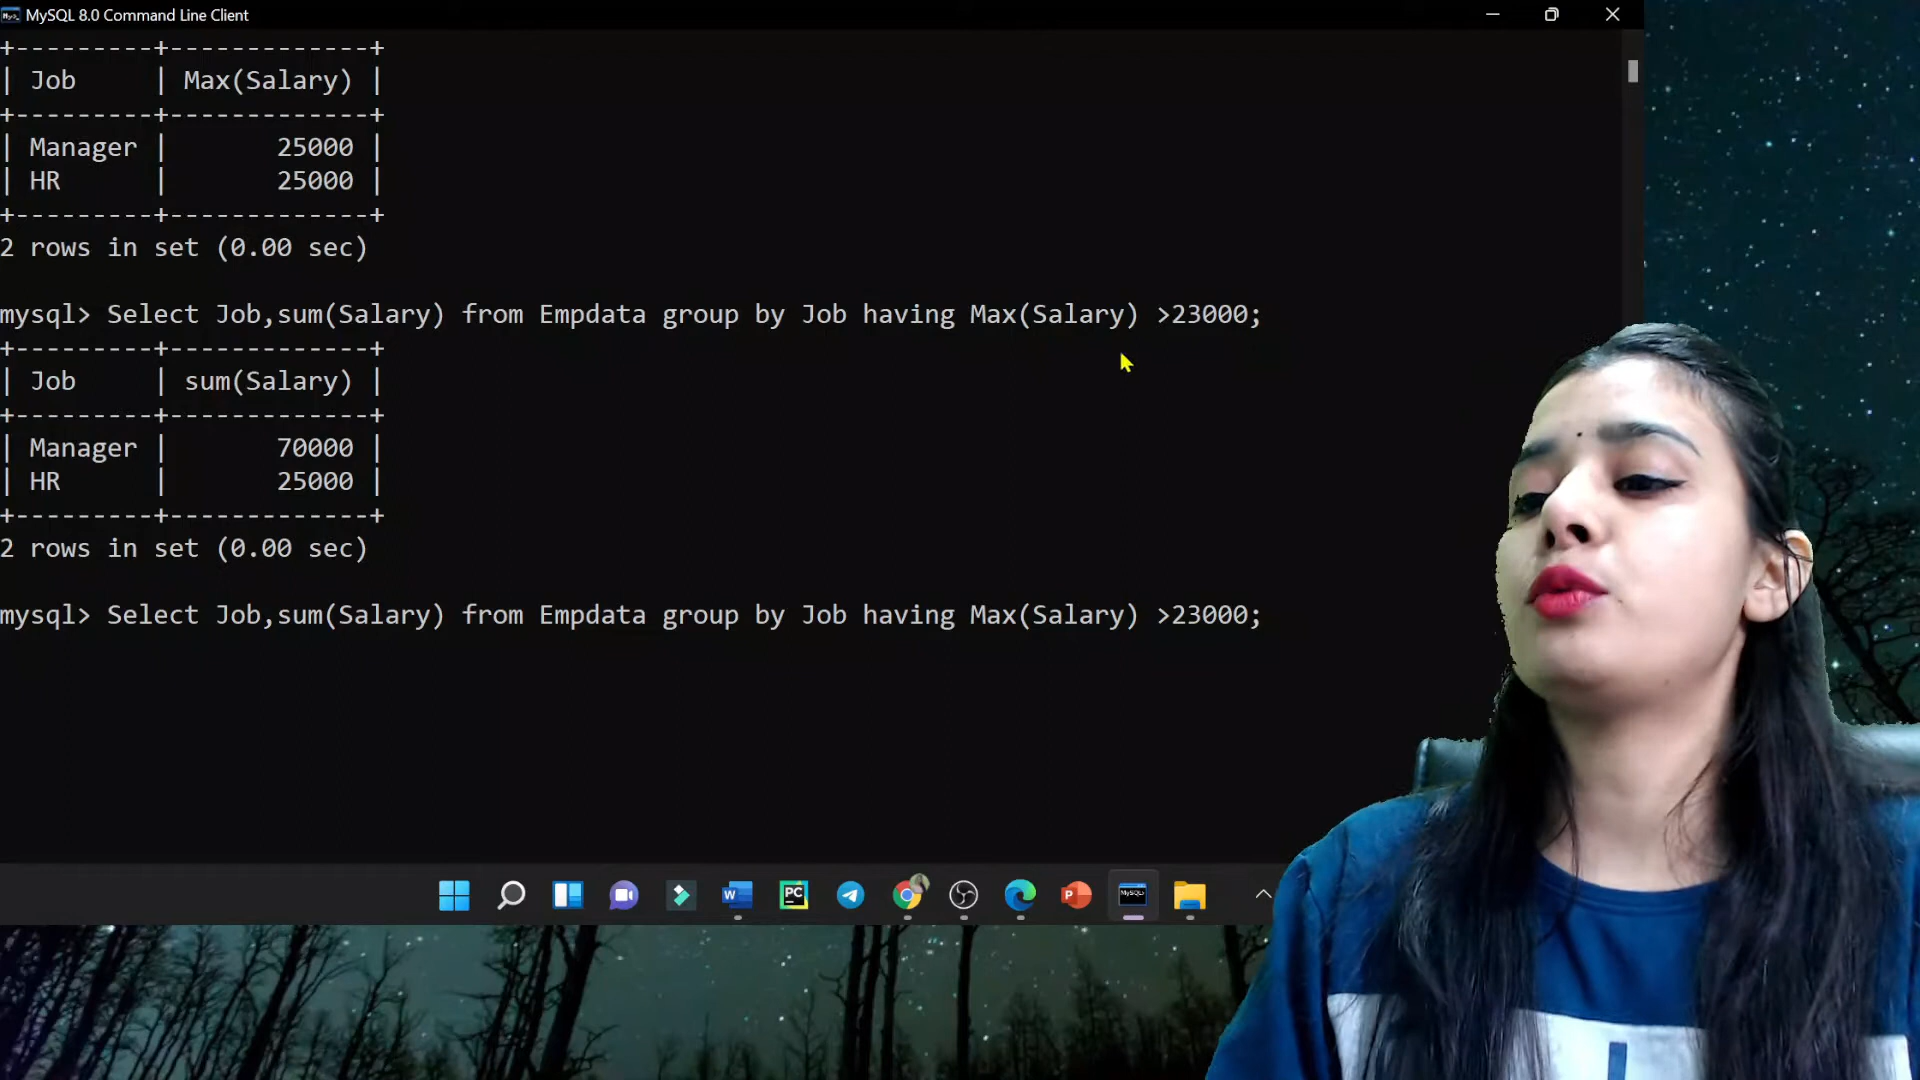 MySQL 8.0 Command Line Client
+---------+-------------+
| Job     | Max(Salary) |
+---------+-------------+
| Manager |       25000 |
| HR      |       25000 |
+---------+-------------+
2 rows in set (0.00 sec)
mysql> Select Job,sum(Salary) from Empdata group by Job having Max(Salary) >23000;
+---------+-------------+
| Job     | sum(Salary) |
+---------+-------------+
| Manager |       70000 |
| HR      |       25000 |
+---------+-------------+
2 rows in set (0.00 sec)
mysql> Select Job,sum(Salary) from Empdata group by Job having Max(Salary) >23000;
W
PC
P
MySQL